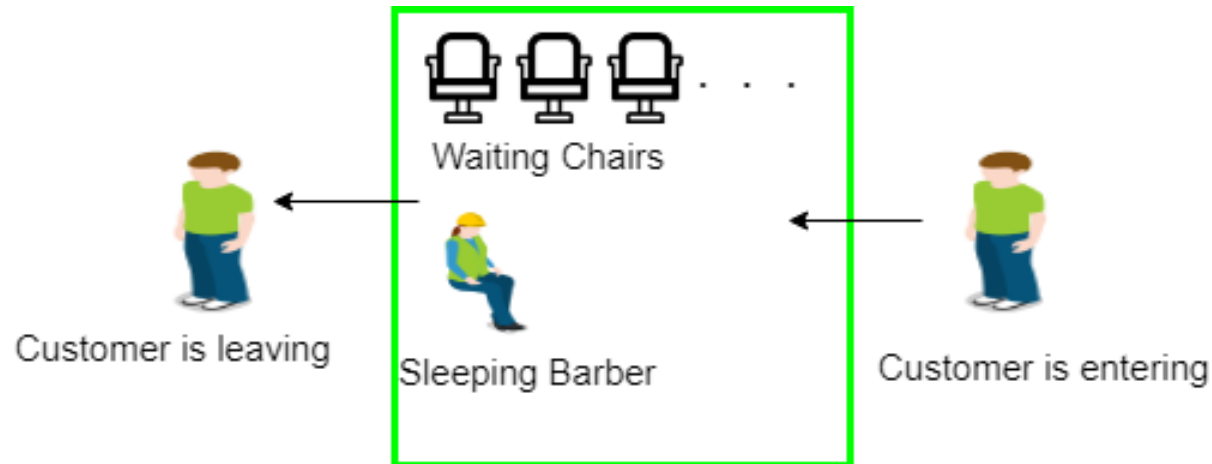 . . .
Waiting Chairs
Customer is leaving
Sleeping Barber
Customer is entering